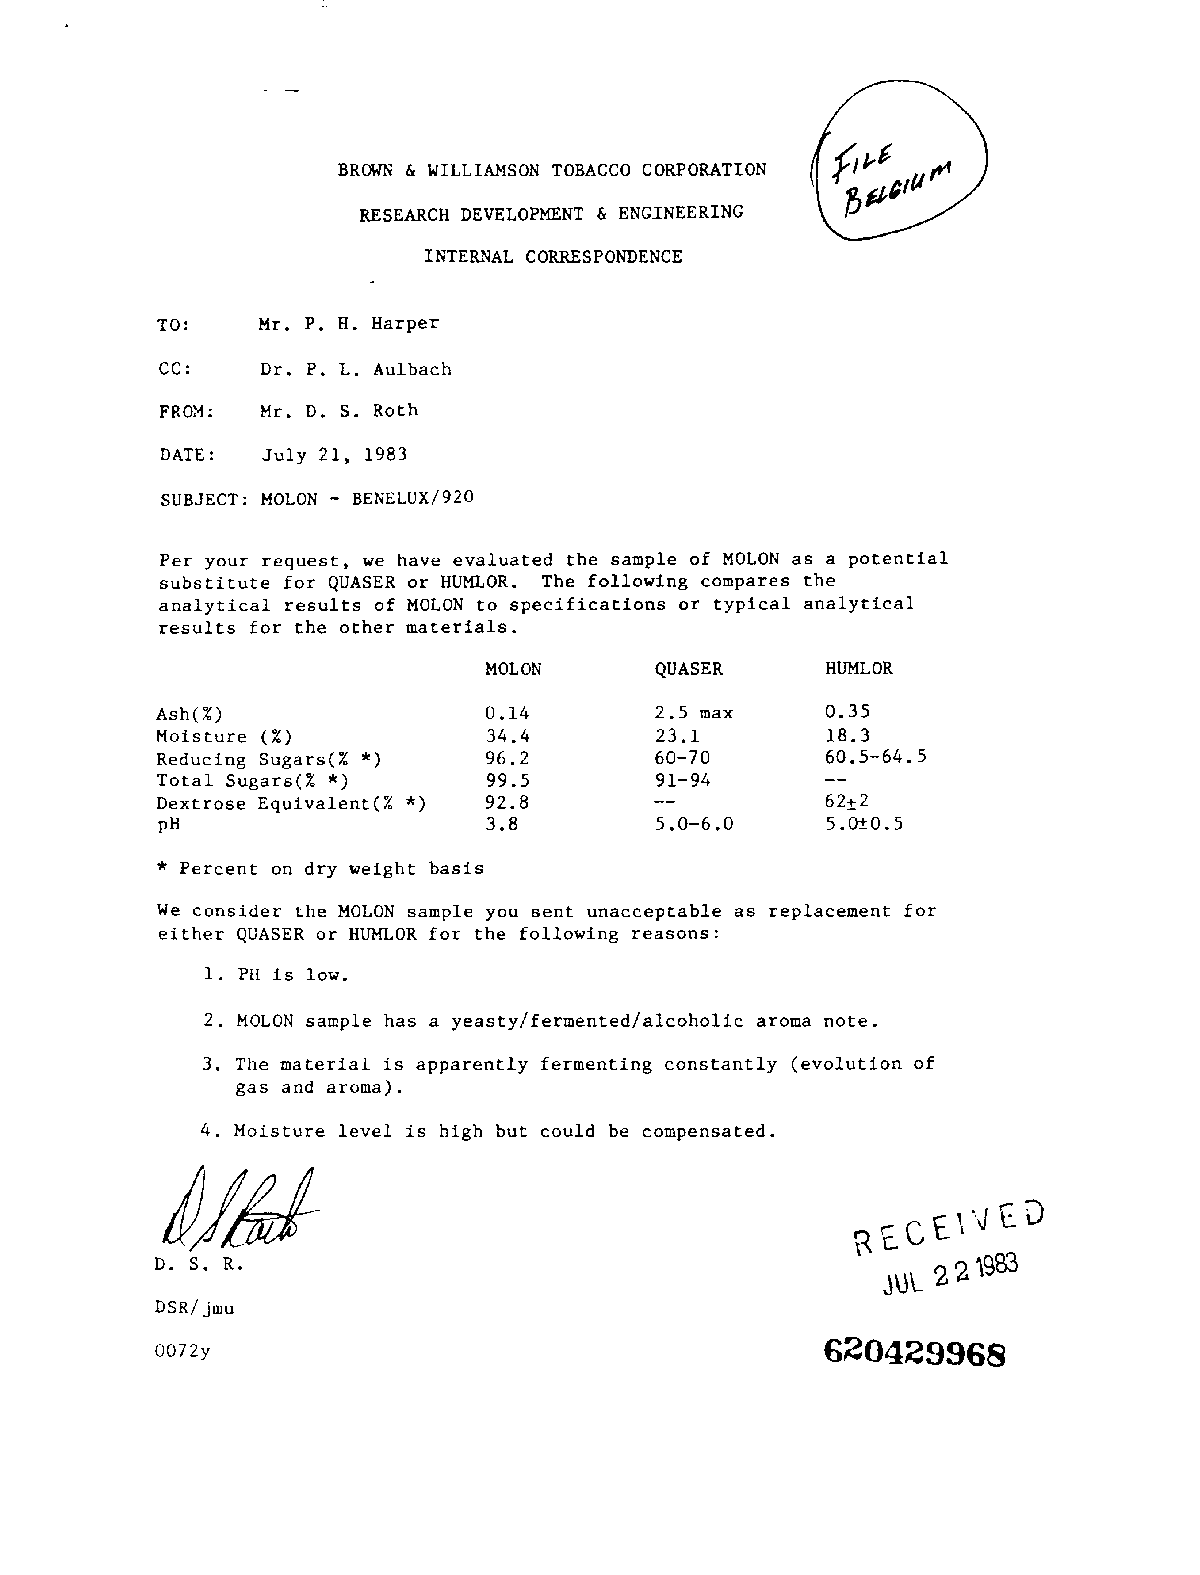 FILE
BELGIUM
BROWN & WILLIAMSON TOBACCO CORPORATION
RESEARCH DEVELOPMENT & ENGINEERING
INTERNAL CORRESPONDENCE
TO: Mr. P. H. Harper
CC: Dr. P. L. Aulbach
FROM: Mr. D. S. Roth
DATE: July 21, 1983
SUBJECT: MOLON - BENELUX/920
Per your request, we have evaluated the sample of MOLON as a potential
substitute for QUASER or HUMLOR. The following compares the
analytical results of MOLON to specifications or typical analytical
results for the other materials.
MOLON QUASER HUMLOR
Ash(%) 0.14 2.5 max 0.35
Moisture (%) 34.4 23.1 18.3
Reducing Sugars(% *) 96.2 60-70 60.5-64.5
Total Sugars(% *) 99.5 91-94 --
Dextrose Equivalent(% *) 92.8 -- 62±2
pH 3.8 5.0-6.0 5.0±0.5
* Percent on dry weight basis
We consider the MOLON sample you sent unacceptable as replacement for
either QUASER or HUMLOR for the following reasons:
1. PH is low.
2. MOLON sample has a yeasty/fermented/alcoholic aroma note.
3. The material is apparently fermenting constantly (evolution of
gas and aroma).
4. Moisture level is high but could be compensated.
D S Roth
D. S. R.
RECEIVED
JUL 22 1983
DSR/jmu
0072y
620429968